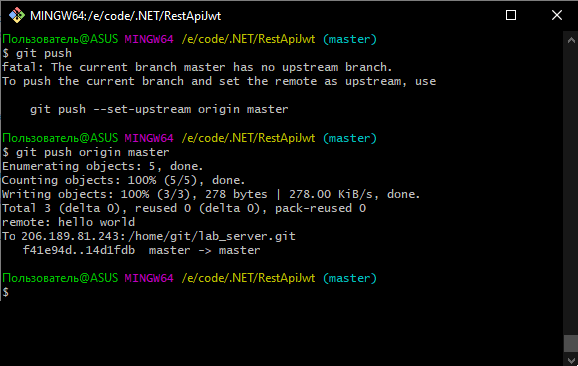 MINGW64:/e/code/.NET/RestApiJwt
Пользователь@ASUS MINGW64 /e/code/.NET/RestApiJwt (master)
$ git push
fatal: The current branch master has no upstream branch.
To push the current branch and set the remote as upstream, use
    git push --set-upstream origin master
Пользователь@ASUS MINGW64 /e/code/.NET/RestApiJwt (master)
$ git push origin master
Enumerating objects: 5, done.
Counting objects: 100% (5/5), done.
Writing objects: 100% (3/3), 278 bytes | 278.00 KiB/s, done.
Total 3 (delta 0), reused 0 (delta 0), pack-reused 0
remote: hello world
To 206.189.81.243:/home/git/lab_server.git
   f41e94d..14d1fdb  master -> master
Пользователь@ASUS MINGW64 /e/code/.NET/RestApiJwt (master)
$